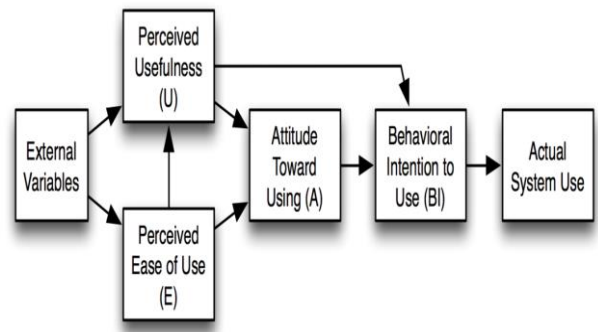 Perceived
Usefulness
(U)
External
Variables
Perceived
Ease of Use
(E)
Attitude
Toward
Using (A)
Behavioral
Intention to
Use (BI)
Actual
System Use